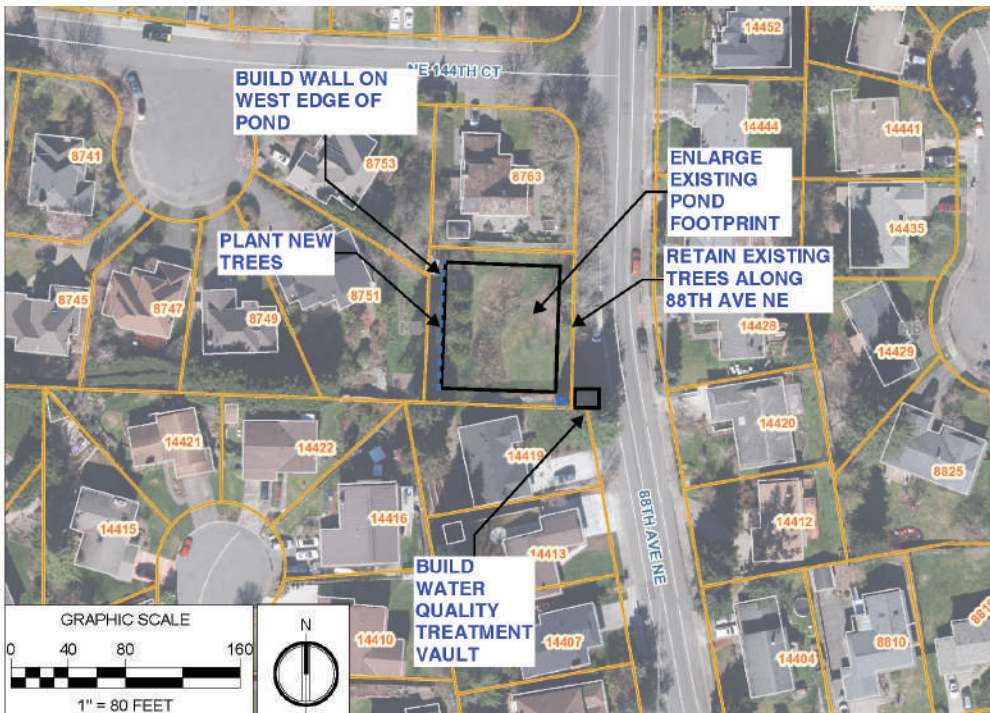 14452
NE 144TH CT
BUILD WALL ON
WEST EDGE OF
POND
8741
8753
8763
14444
14441
ENLARGE
EXISTING
POND
FOOTPRINT
14435
PLANT NEW
TREES
RETAIN EXISTING
TREES ALONG
88TH AVE NE
8745
8747
8749
8751
14428
14429
14421
14422
14419
14420
8825
14415
14416
14413
14412
88TH AVE NE
BUILD
WATER
QUALITY
TREATMENT
VAULT
14410
14407
14404
8810
GRAPHIC SCALE
0 40 80 160
1" = 80 FEET
N